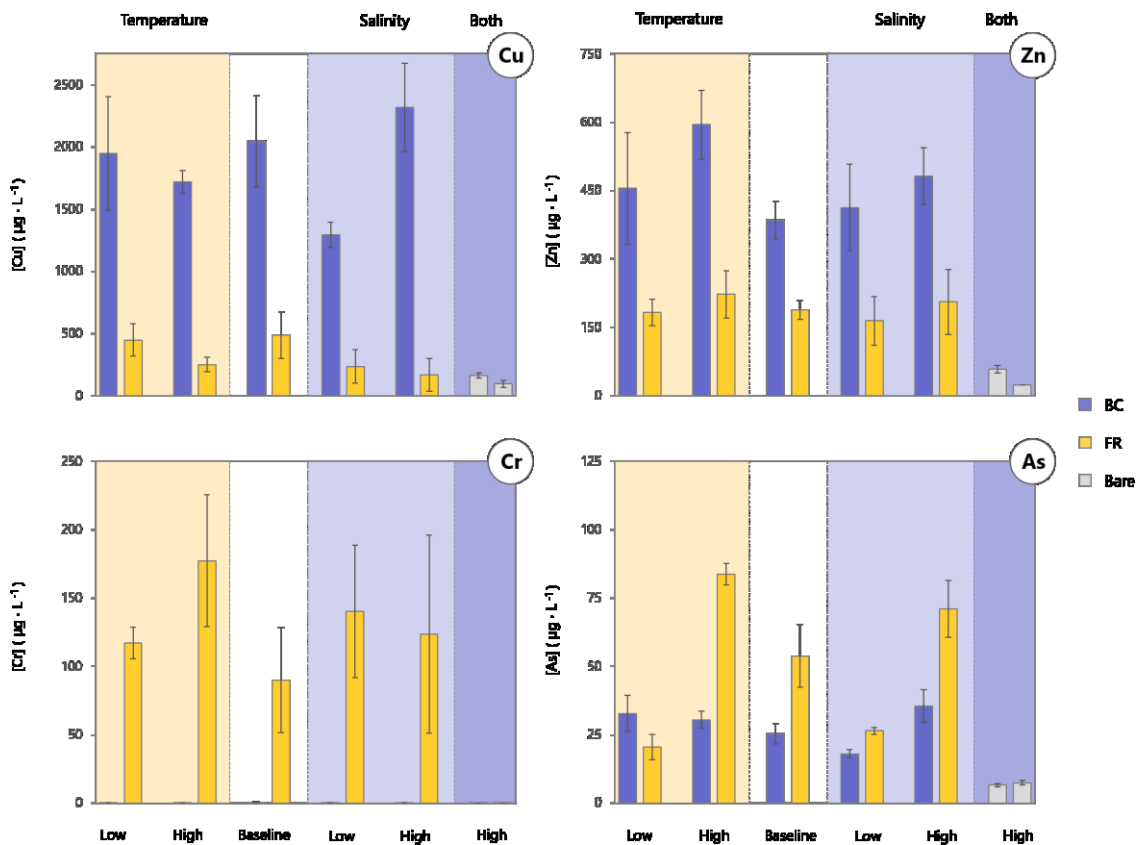 Temperature Salinity Both
Temperature Salinity Both
Cu
Zn
[Cu] ( µg · L⁻¹)
2500
2000
1500
1000
500
0
[Zn] ( µg · L⁻¹)
750
600
450
300
150
0
BC
FR
Bare
Cr
As
[Cr] ( µg · L⁻¹)
250
200
150
100
50
0
[As] ( µg · L⁻¹)
125
100
75
50
25
0
Low High Baseline Low High High
Low High Baseline Low High High